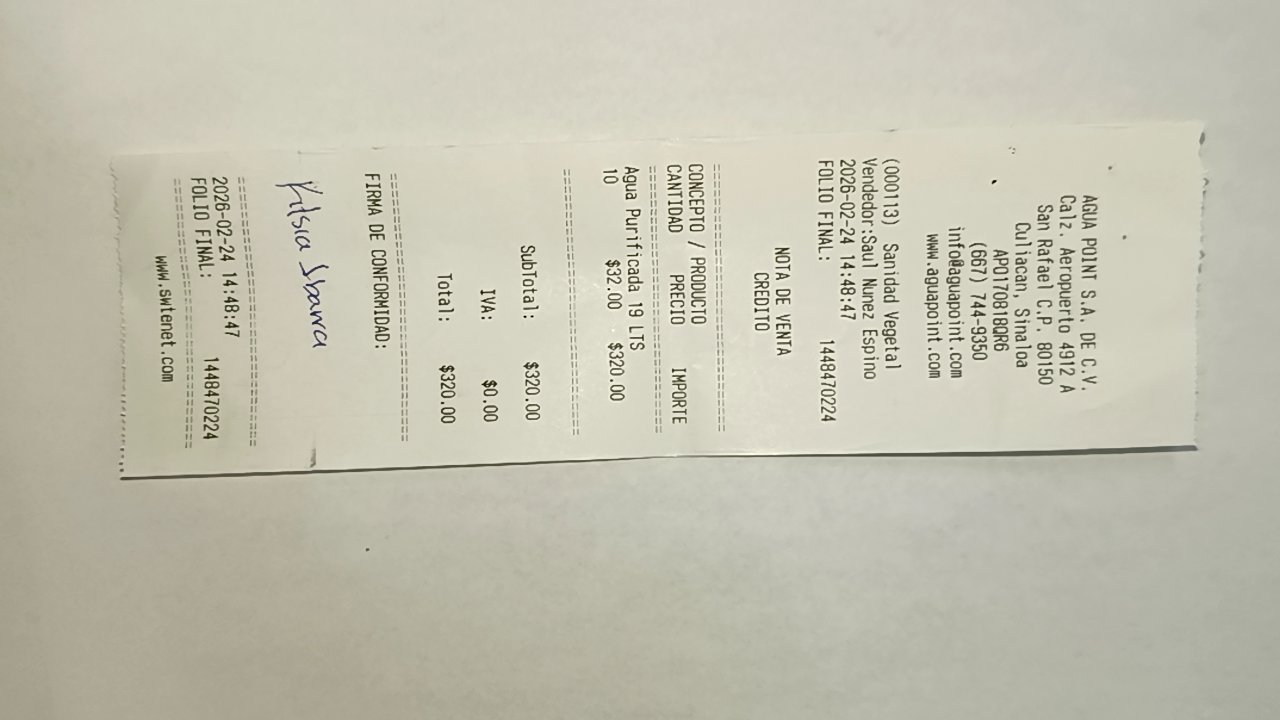 AGUA POINT S.A. DE C.V.
Calz. Aeropuerto 4912 A
San Rafael C.P. 80150
Culiacan, Sinaloa
APO170818QR6
(667) 744-9350
info@aguapoint.com
www.aguapoint.com
(000113) Sanidad Vegetal
Vendedor:Saul Nunez Espino
2026-02-24 14:48:47
FOLIO FINAL: 1448470224
NOTA DE VENTA
CREDITO
CONCEPTO / PRODUCTO
CANTIDAD PRECIO IMPORTE
Agua Purificada 19 LTS
10 $32.00 $320.00
SubTotal: $320.00
IVA: $0.00
Total: $320.00
FIRMA DE CONFORMIDAD:
2026-02-24 14:48:47
FOLIO FINAL: 1448470224
www.swtenet.com